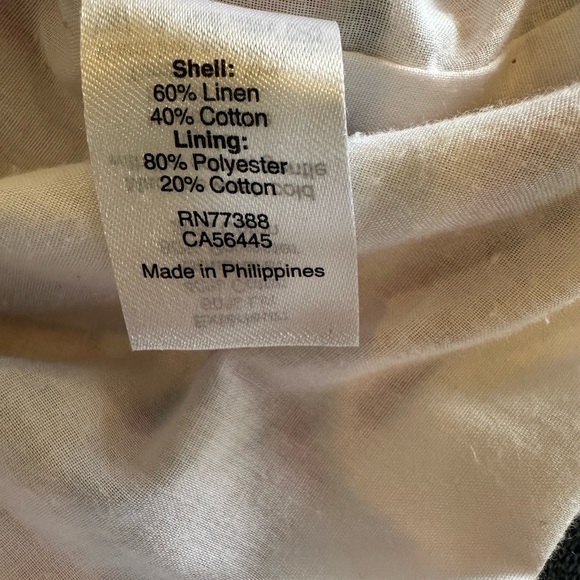 Shell:
60% Linen
40% Cotton
Lining:
80% Polyester
20% Cotton
RN77388
CA56445
Made in Philippines